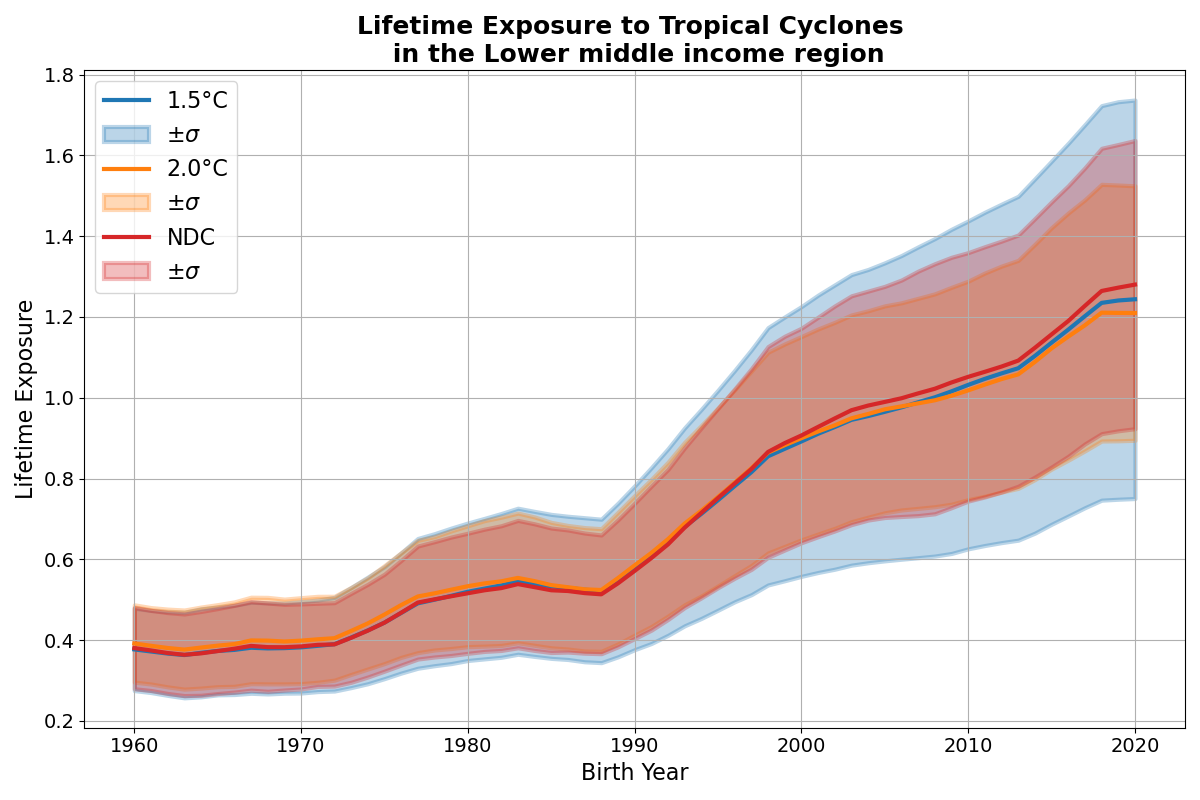 Lifetime Exposure to Tropical Cyclones
in the Lower middle income region
1.8
1.6
1.4
1.2
1.0
0.8
0.6
0.4
0.2
Lifetime Exposure
1.5°C
±σ
2.0°C
±σ
NDC
±σ
1960 1970 1980 1990 2000 2010 2020
Birth Year